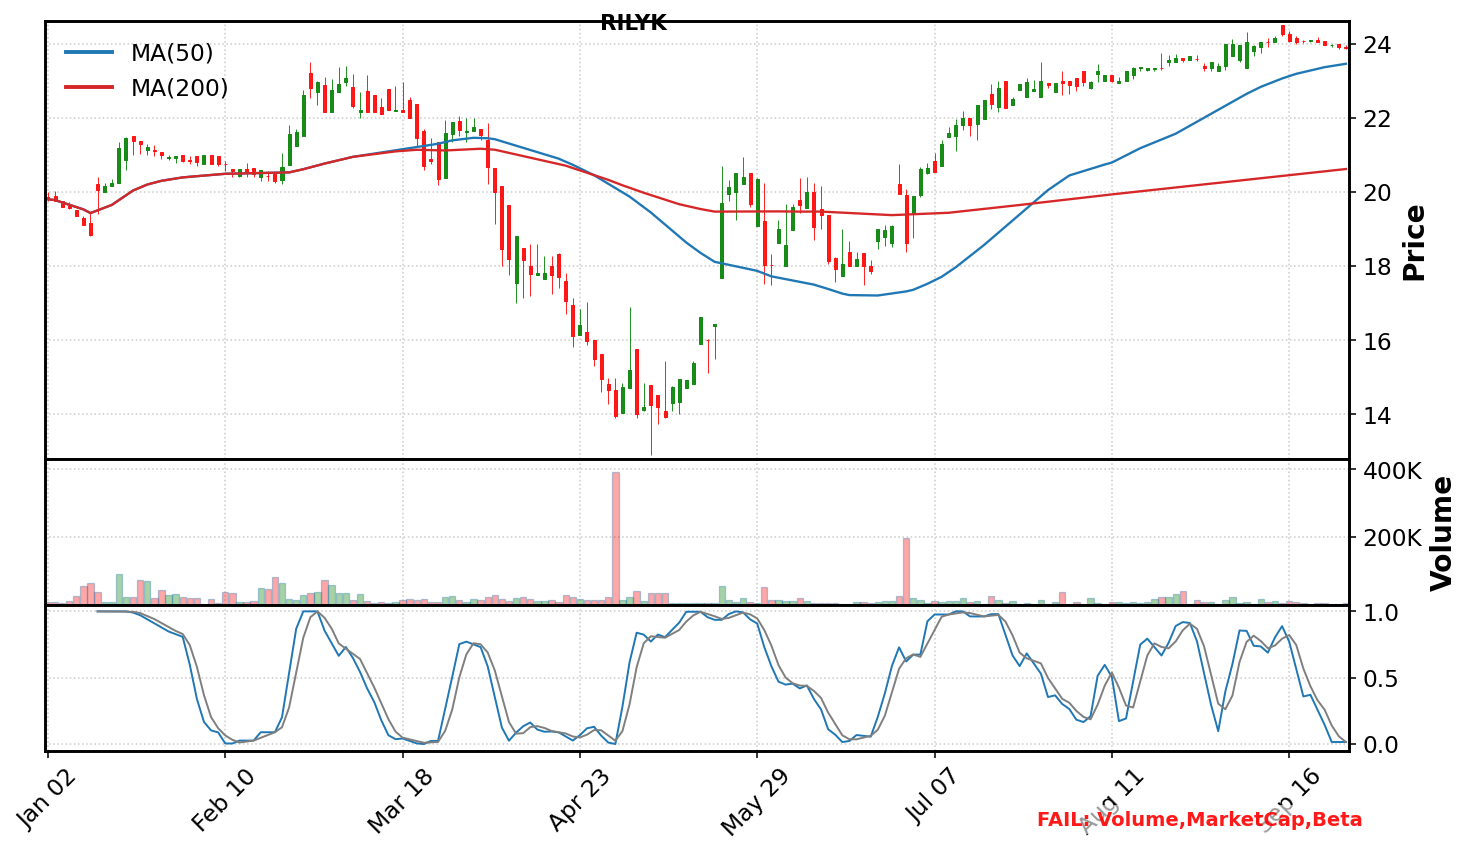 RILYK
MA(50)
MA(200)
24
22
20
18
16
14
Price
400K
200K
Volume
1.0
0.5
0.0
Jan 02
Feb 10
Mar 18
Apr 23
May 29
Jul 07
Aug 11
Sep 16
FAIL: Volume,MarketCap,Beta